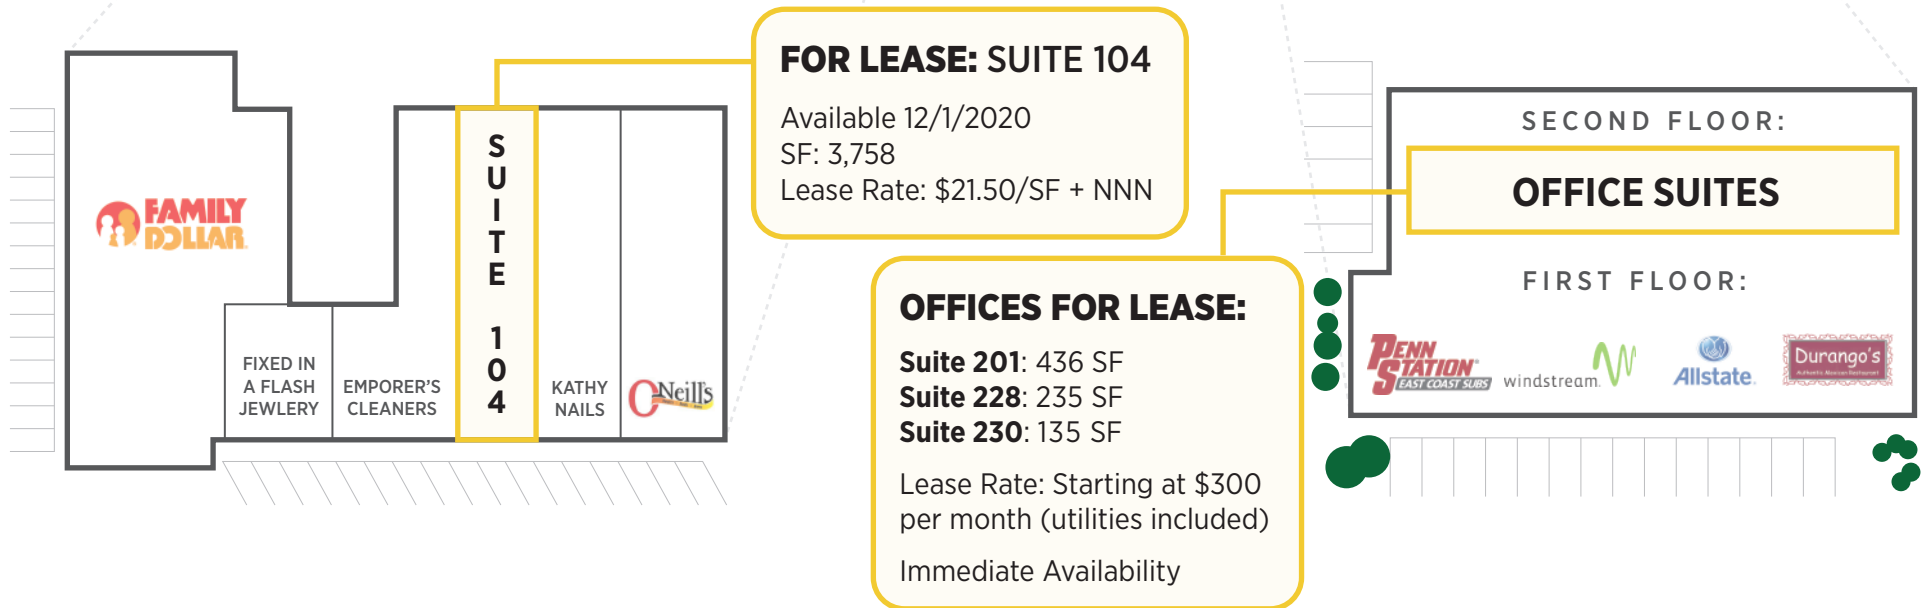 FAMILY
DOLLAR
FIXED IN
A FLASH
JEWLERY
EMPORER'S
CLEANERS
SUITE 104
KATHY
NAILS
O'Neill's
FOR LEASE: SUITE 104
Available 12/1/2020
SF: 3,758
Lease Rate: $21.50/SF + NNN
OFFICES FOR LEASE:
Suite 201: 436 SF
Suite 228: 235 SF
Suite 230: 135 SF
Lease Rate: Starting at $300
per month (utilities included)
Immediate Availability
SECOND FLOOR:
OFFICE SUITES
FIRST FLOOR:
PENN
STATION
EAST COAST SUBS
windstream.
Allstate.
Durango's
Authentic Mexican Restaurant